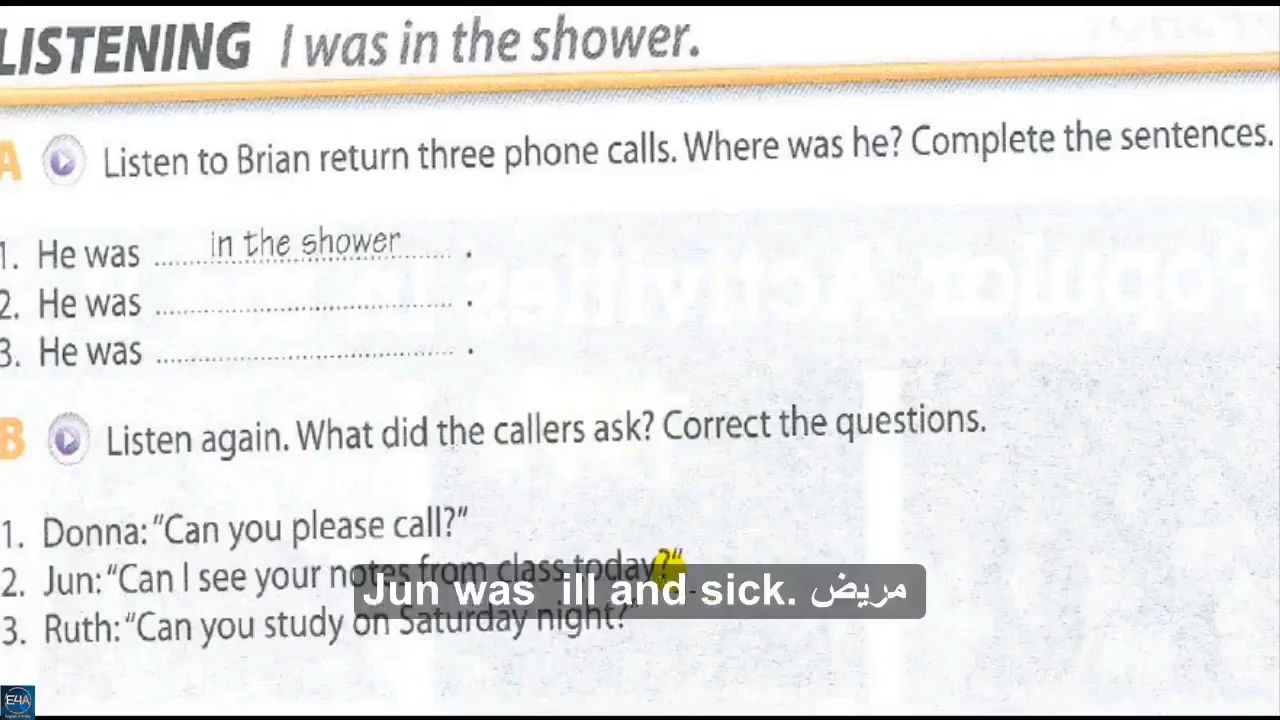 LISTENING I was in the shower.
A Listen to Brian return three phone calls. Where was he? Complete the sentences.
1. He was in the shower .
2. He was .
3. He was .
B Listen again. What did the callers ask? Correct the questions.
1. Donna: “Can you please call?”
2. Jun: “Can I see your notes from class today?”
Jun was ill and sick. مريض
3. Ruth: “Can you study on Saturday night?”
E4A